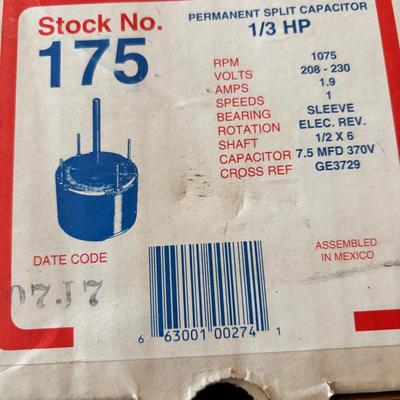 Stock No.
175
PERMANENT SPLIT CAPACITOR
1/3 HP
RPM 1075
VOLTS 208 - 230
AMPS 1.9
SPEEDS 1
BEARING SLEEVE
ROTATION ELEC. REV.
SHAFT 1/2 X 6
CAPACITOR 7.5 MFD 370V
CROSS REF GE3729
DATE CODE
07.17
ASSEMBLED
IN MEXICO
6 63001 00274 1